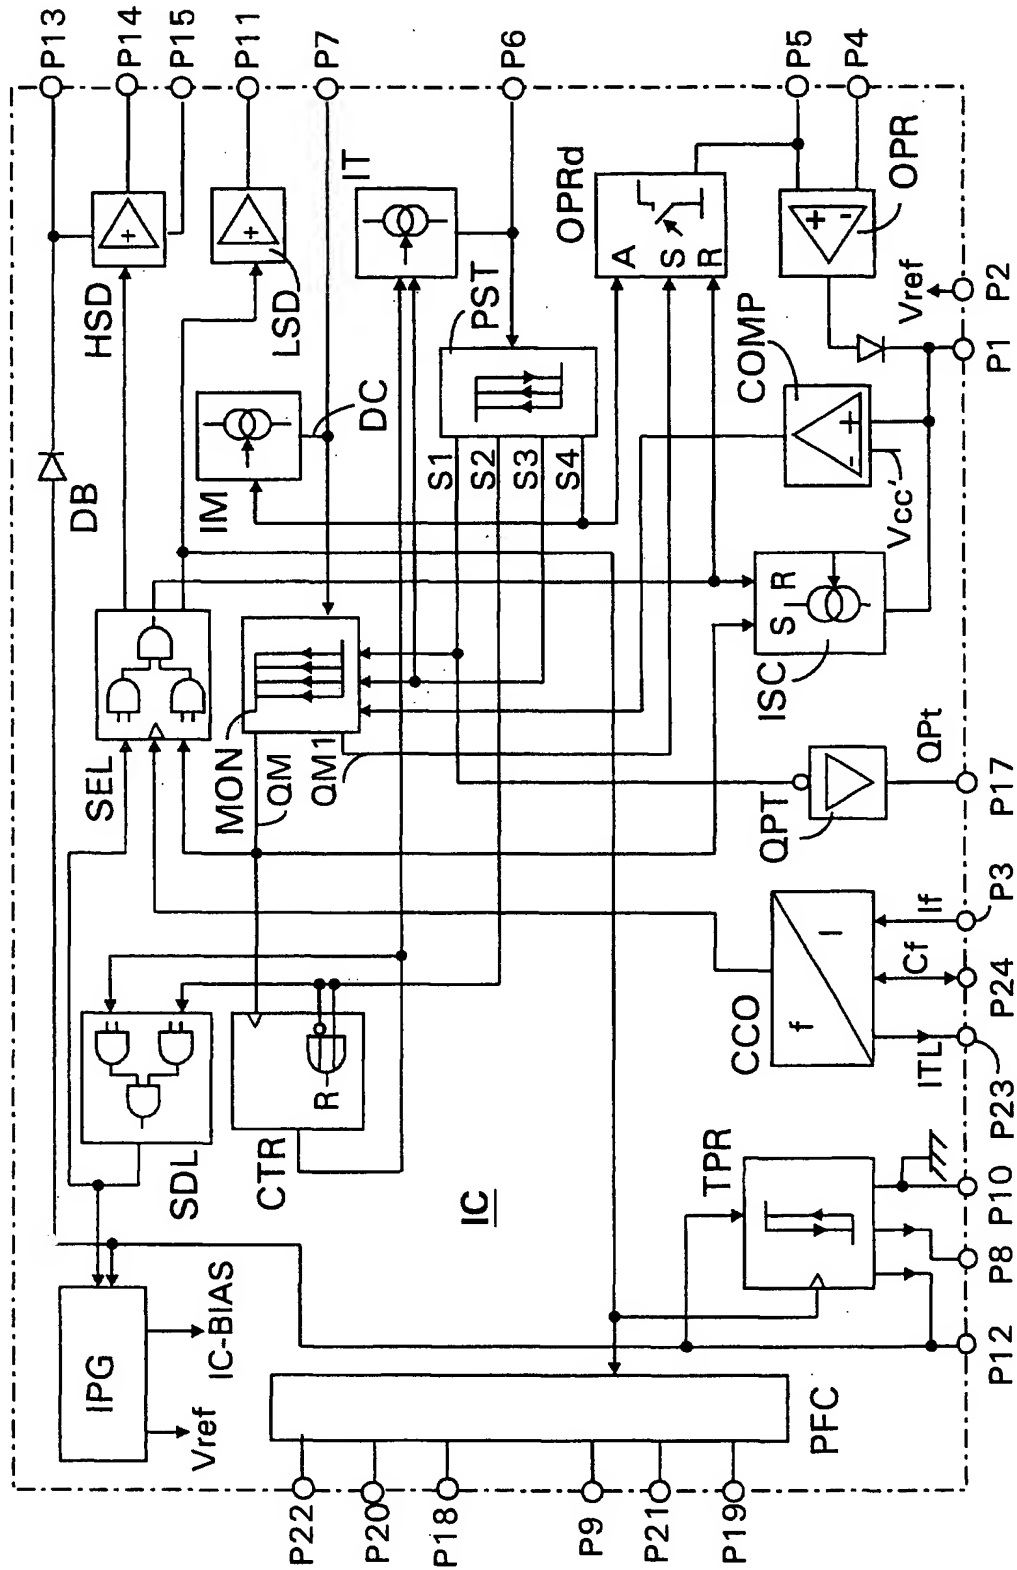 P13
DB
P14
HSD
SEL
IPG
P15
SDL
IC-BIAS
Vref
IM
P11
LSD
MON
CTR
QM
P22
P7
QM1
R
IT
DC
P20
S1
P18
PST
S2
IC
P6
S3
S4
OPRd
P9
A
S
R
P21
TPR
P19
COMP
CCO
QPT
ISC
S
R
P5
PFC
f
I
P4
OPR
Vcc'
Vref
QPt
If
Cf
ITL
P1
P2
P17
P3
P24
P23
P10
P8
P12